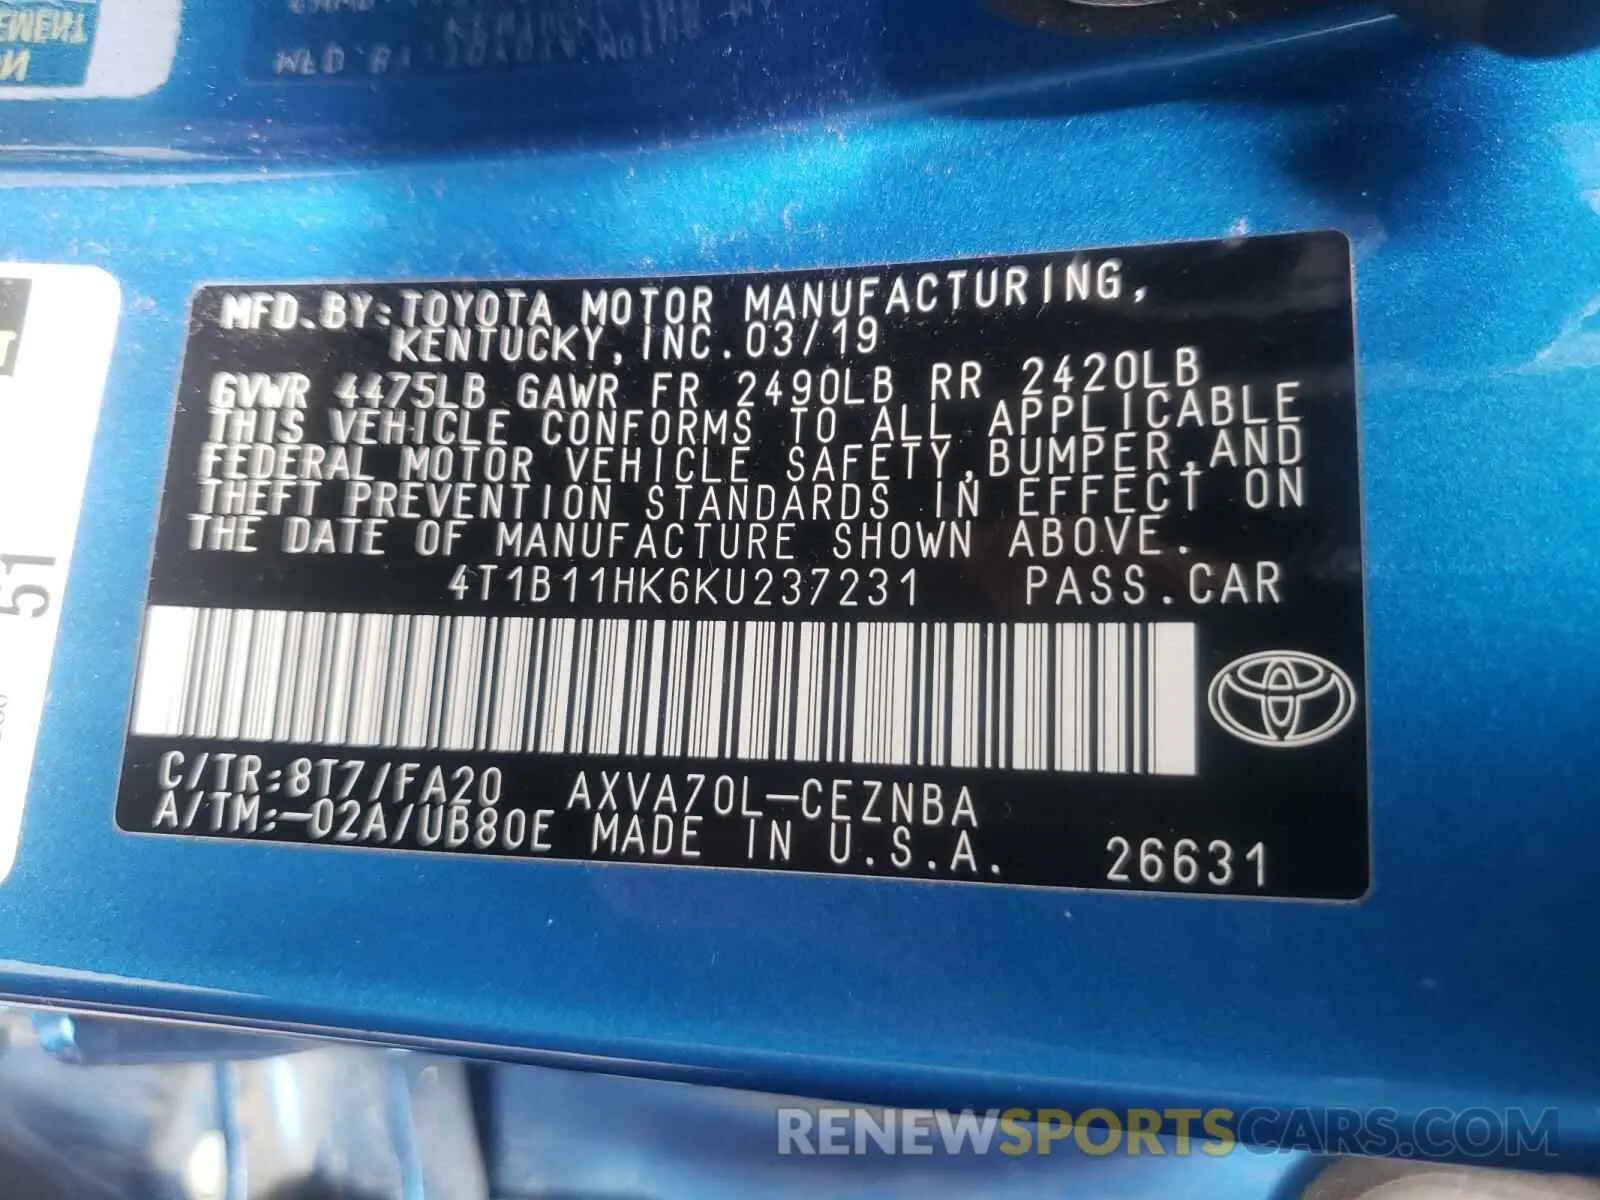 MFD.BY:TOYOTA MOTOR MANUFACTURING,
KENTUCKY,INC.03/19
GVWR 4475LB GAWR FR 2490LB RR 2420LB
THIS VEHICLE CONFORMS TO ALL APPLICABLE
FEDERAL MOTOR VEHICLE SAFETY,BUMPER,AND
THEFT PREVENTION STANDARDS IN EFFECT ON
THE DATE OF MANUFACTURE SHOWN ABOVE.
4T1B11HK6KU237231 PASS.CAR
C/TR:8T7/FA20 AXVA70L-CEZNBA
A/TM:-02A/UB80E MADE IN U.S.A. 26631
51
RENEWSPORTSCARS.COM